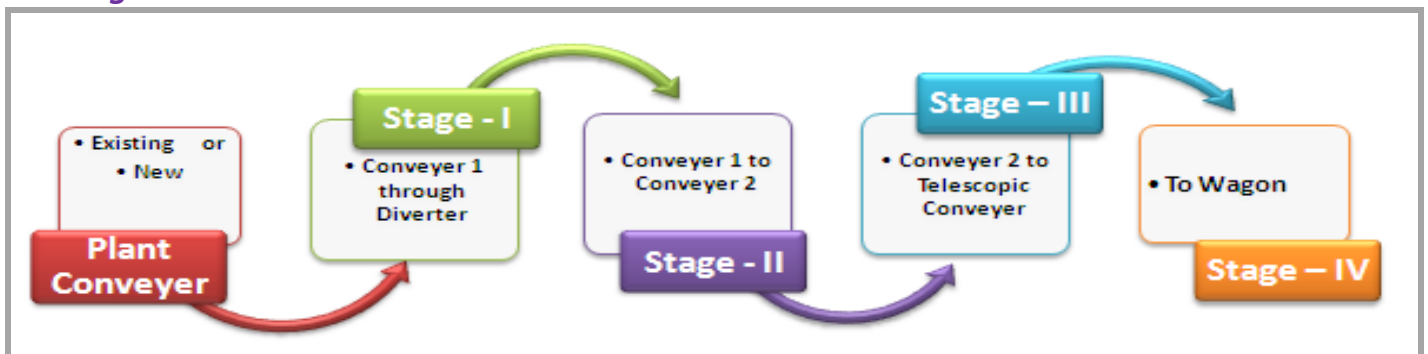 • Existing or
• New
Plant
Conveyer
Stage - I
• Conveyer 1
through
Diverter
• Conveyer 1 to
Conveyer 2
Stage - II
Stage – III
• Conveyer 2 to
Telescopic
Conveyer
• To Wagon
Stage – IV